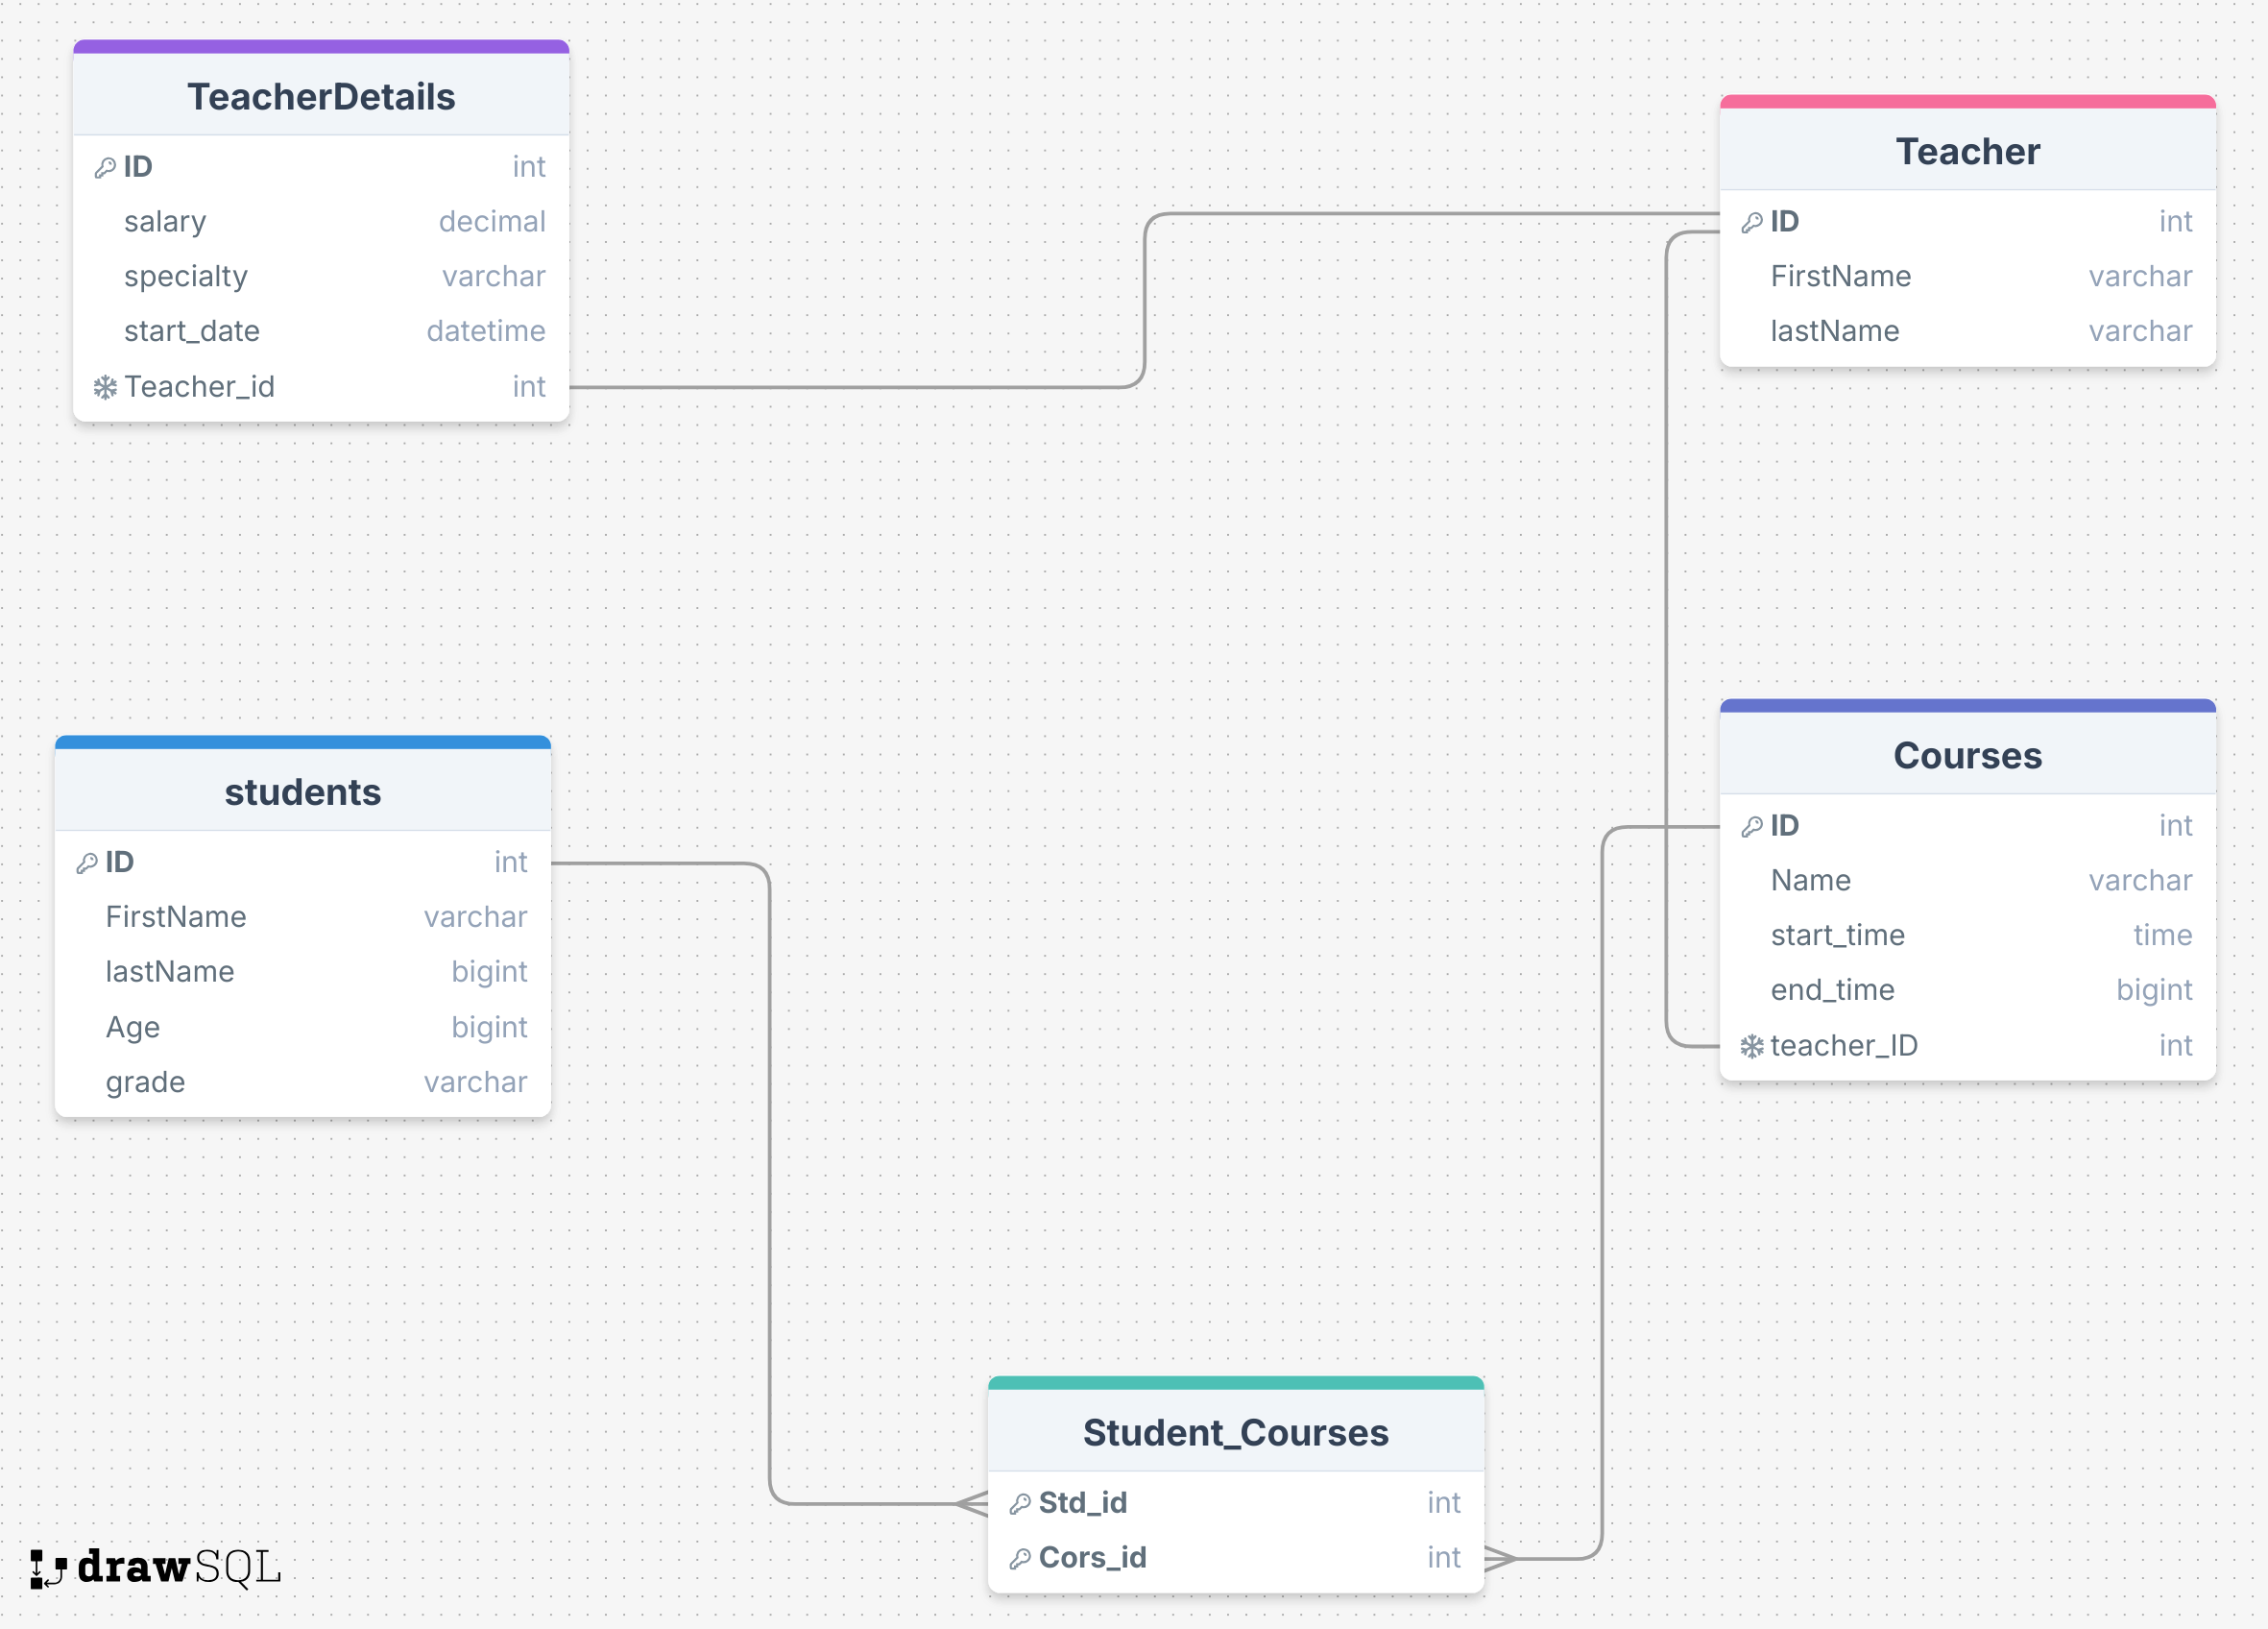 TeacherDetails
ID int
salary decimal
specialty varchar
start_date datetime
Teacher_id int
Teacher
ID int
FirstName varchar
lastName varchar
students
ID int
FirstName varchar
lastName bigint
Age bigint
grade varchar
Courses
ID int
Name varchar
start_time time
end_time bigint
teacher_ID int
Student_Courses
Std_id int
Cors_id int
drawSQL